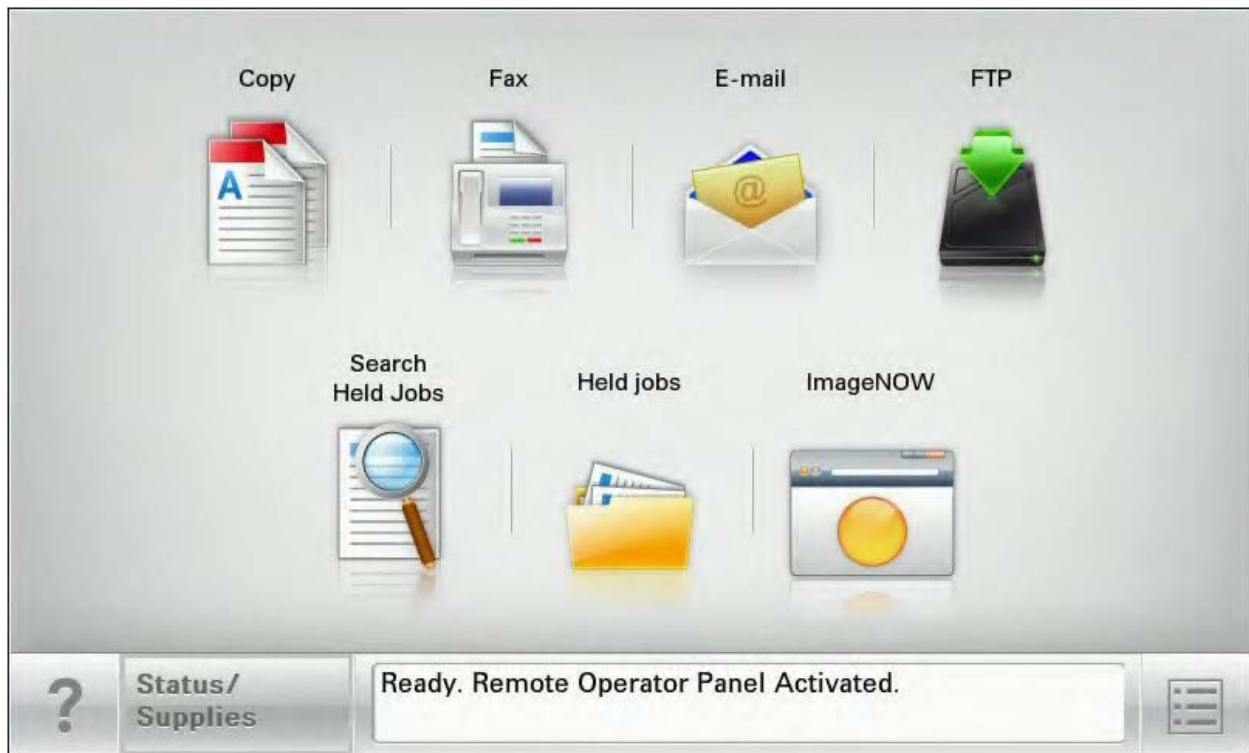 Copy
Fax
E-mail
FTP
A
@
Search
Held Jobs
Held jobs
ImageNOW
?
Status/
Supplies
Ready. Remote Operator Panel Activated.